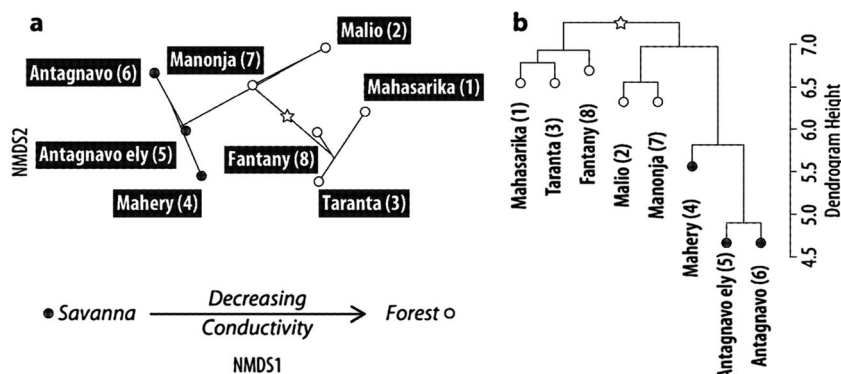 a
Malio (2)
Manonja (7)
Antagnavo (6)
Mahasarika (1)
NMDS2
Antagnavo ely (5)
Fantany (8)
Mahery (4)
Taranta (3)
Savanna
Decreasing
Conductivity
Forest
NMDS1
b
7.0
6.5
6.0
5.5
5.0
4.5
Dendrogram Height
Mahasarika (1)
Taranta (3)
Fantany (8)
Malio (2)
Manonja (7)
Mahery (4)
Antagnavo ely (5)
Antagnavo (6)